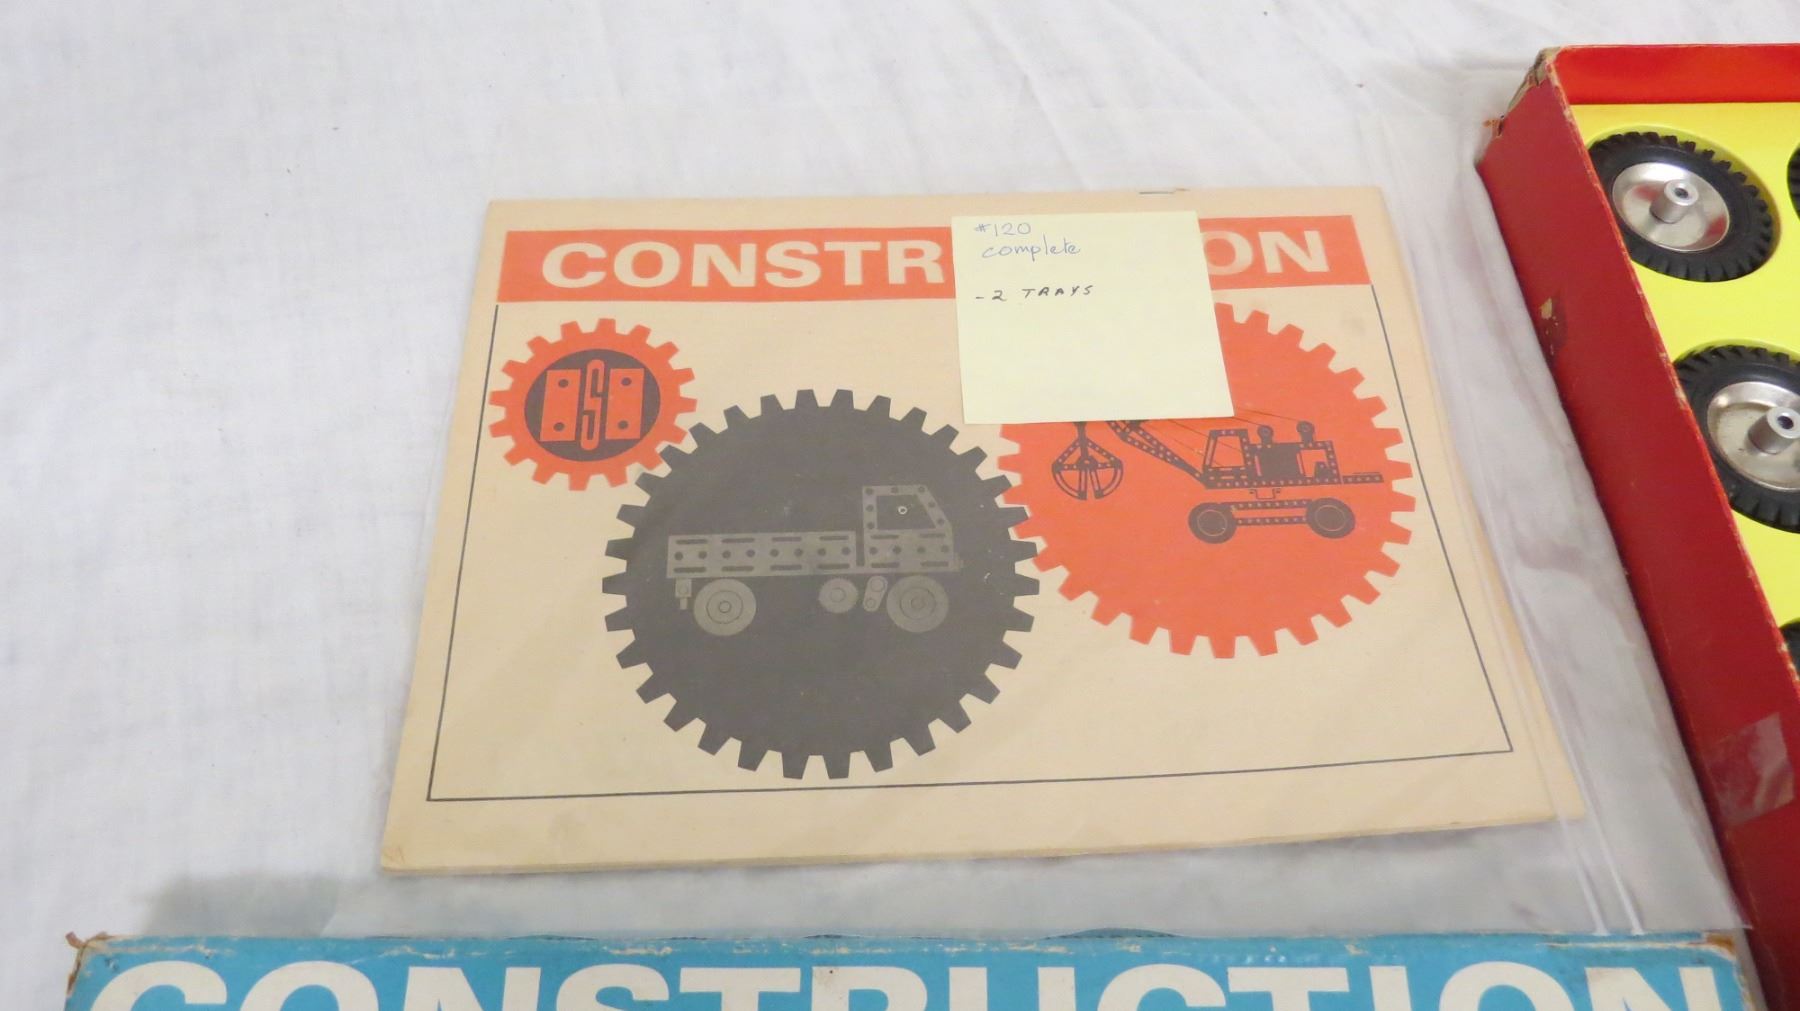 CONSTR ON
#120
complete
- 2 TRAYS
CONSTRUCTION